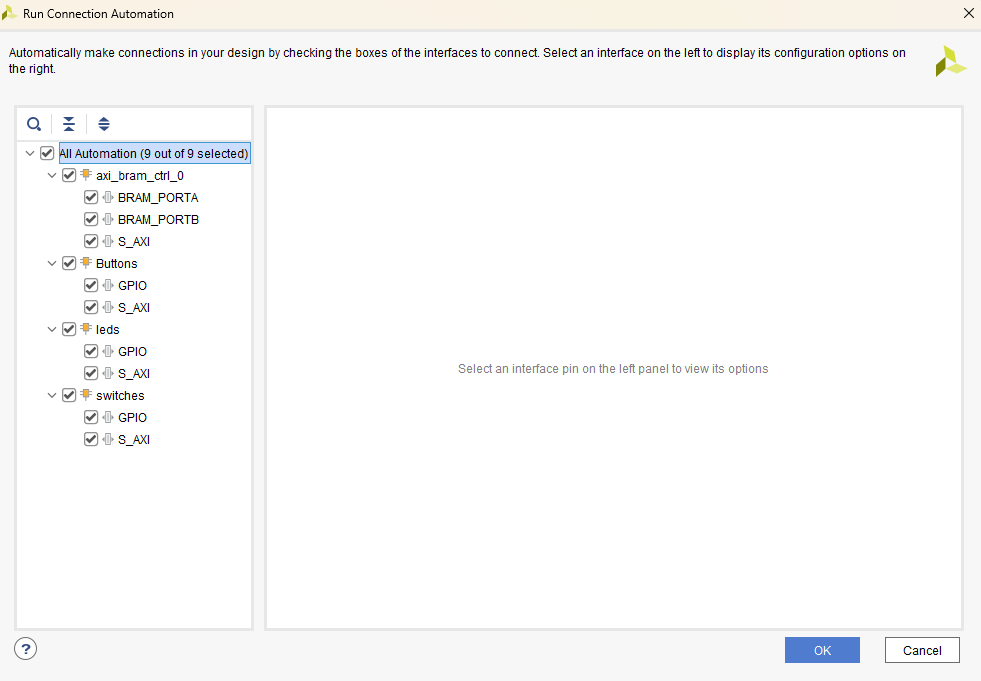 Run Connection Automation
Automatically make connections in your design by checking the boxes of the interfaces to connect. Select an interface on the left to display its configuration options on
the right.
All Automation (9 out of 9 selected)
axi_bram_ctrl_0
BRAM_PORTA
BRAM_PORTB
S_AXI
Buttons
GPIO
S_AXI
leds
GPIO
S_AXI
switches
GPIO
S_AXI
Select an interface pin on the left panel to view its options
?
OK
Cancel